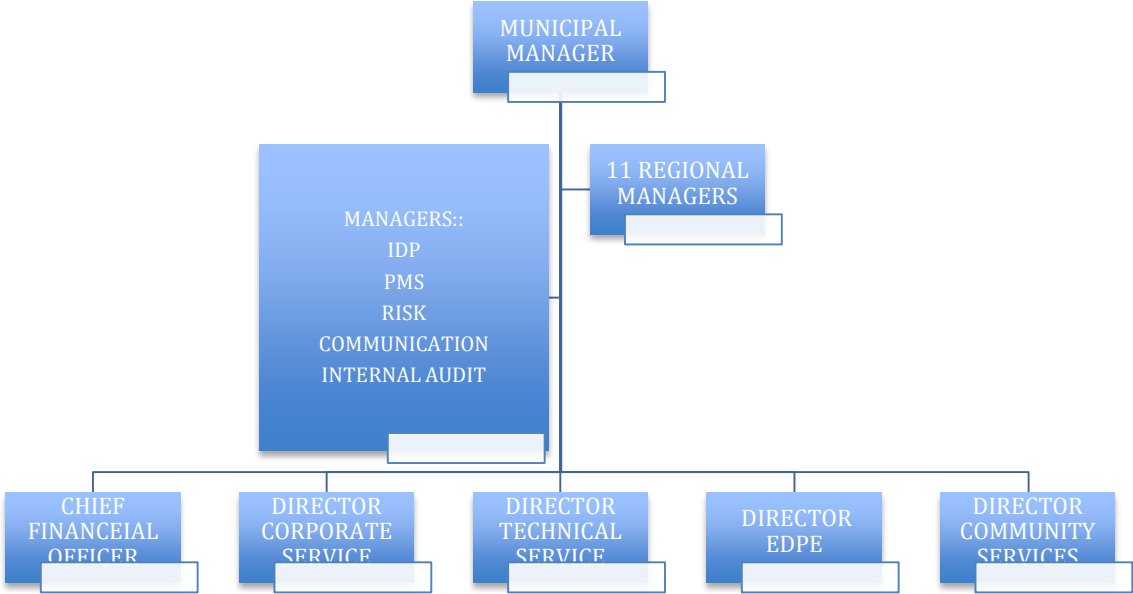 MUNICIPAL
MANAGER
11 REGIONAL
MANAGERS
MANAGERS::
IDP
PMS
RISK
COMMUNICATION
INTERNAL AUDIT
CHIEF
FINANCEIAL
OFFICER
DIRECTOR
CORPORATE
SERVICE
DIRECTOR
TECHNICAL
SERVICE
DIRECTOR
EDPE
DIRECTOR
COMMUNITY
SERVICES